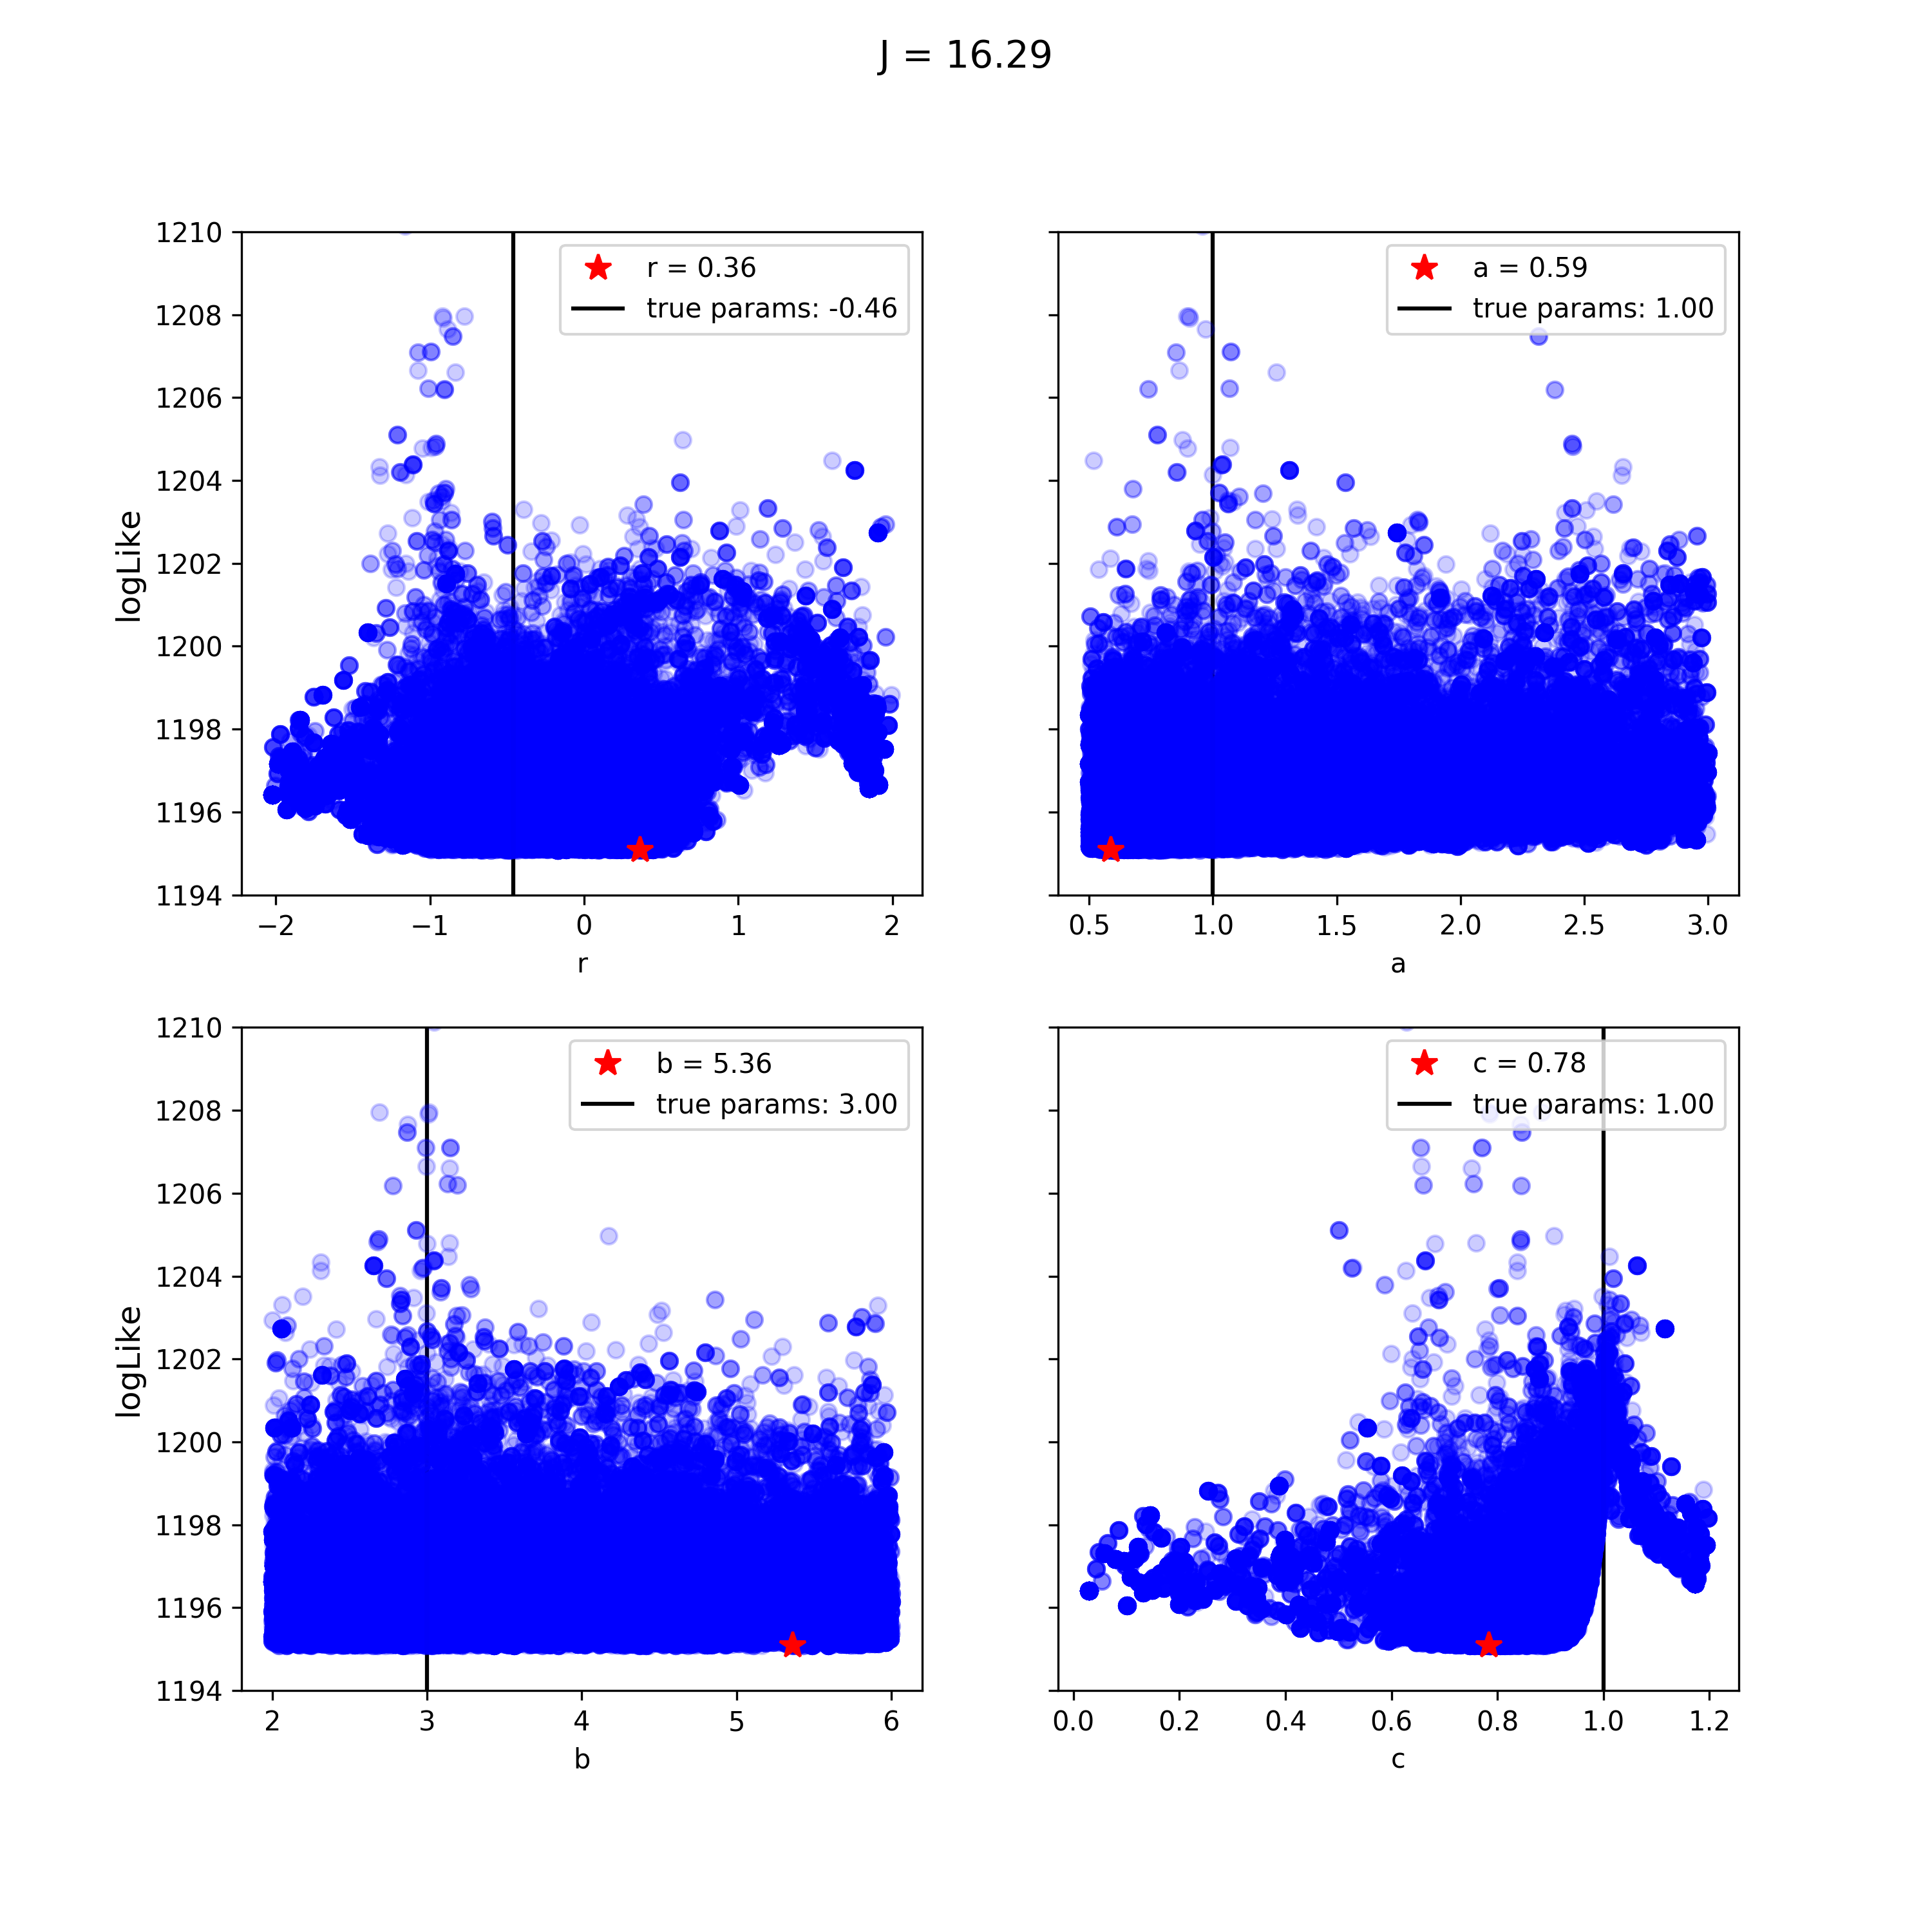 J = 16.29
1210
1208
1206
1204
1202
1200
1198
1196
1194
logLike
r = 0.36
true params: -0.46
−2
−1
0
1
2
r
a = 0.59
true params: 1.00
0.5
1.0
1.5
2.0
2.5
3.0
a
1210
1208
1206
1204
1202
1200
1198
1196
1194
logLike
b = 5.36
true params: 3.00
2
3
4
5
6
b
c = 0.78
true params: 1.00
0.0
0.2
0.4
0.6
0.8
1.0
1.2
c